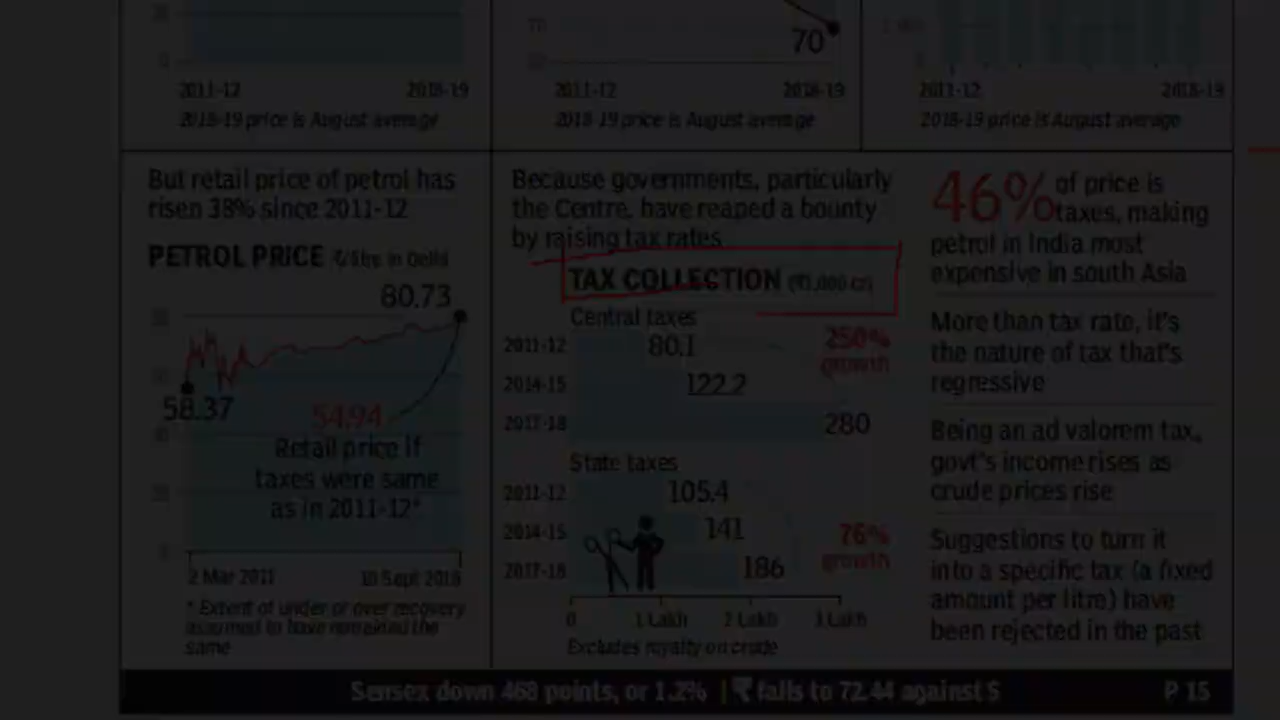 70
70
0
2011-12
2018-19
2018-19 price is August average
2011-12
2018-19
2018-19 price is August average
2011-12
2018-19
2018-19 price is August average
But retail price of petrol has
risen 38% since 2011-12
PETROL PRICE ₹/litre in Delhi
80.73
58.37
54.94
Retail price if
taxes were same
as in 2011-12*
0
2 Mar 2011
10 Sept 2018
* Extent of under or over recovery
assumed to have remained the
same
Because governments, particularly
the Centre, have reaped a bounty
by raising tax rates
TAX COLLECTION (₹1,000 cr)
Central taxes
2011-12 80.1
2014-15 122.2
2017-18 280
250%
growth
State taxes
2011-12 105.4
2014-15 141
2017-18 186
76%
growth
0 1 Lakh 2 Lakh 3 Lakh
Excludes royalty on crude
46% of price is
taxes, making
petrol in India most
expensive in south Asia
More than tax rate, it's
the nature of tax that's
regressive
Being an ad valorem tax,
govt's income rises as
crude prices rise
Suggestions to turn it
into a specific tax (a fixed
amount per litre) have
been rejected in the past
Sensex down 468 points, or 1.2% | ₹ falls to 72.44 against $ P 15